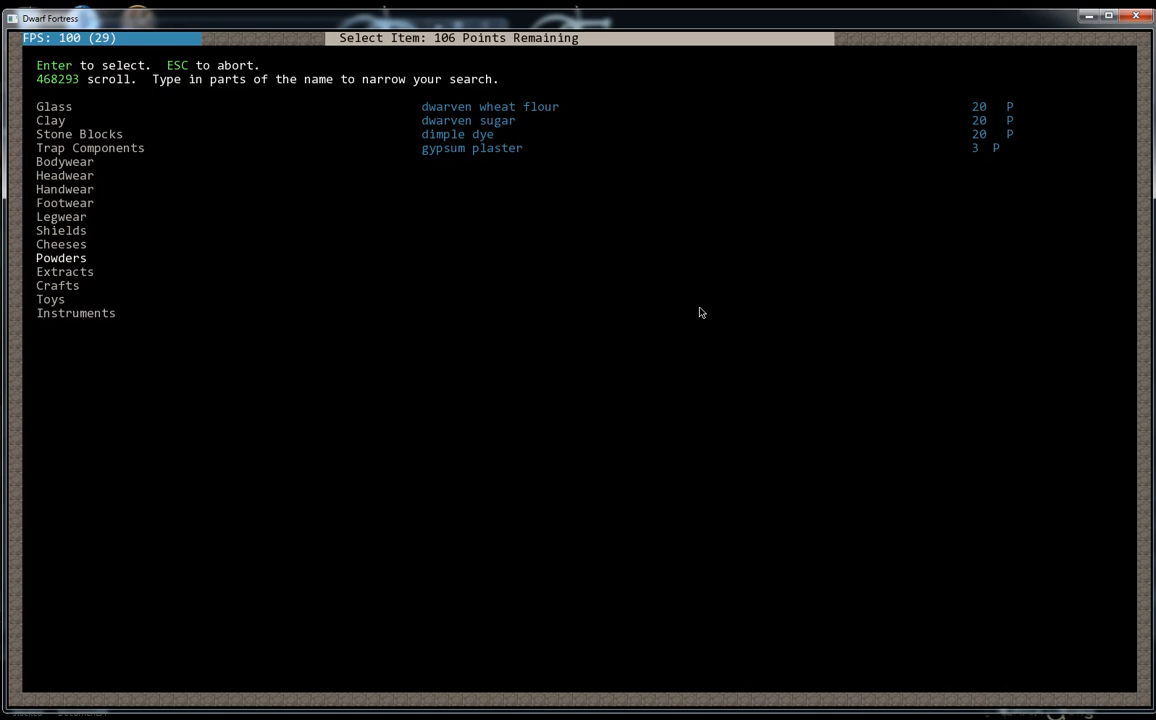 Dwarf Fortress
FPS: 100 (29)
Select Item: 106 Points Remaining
Enter to select. ESC to abort.
468293 scroll. Type in parts of the name to narrow your search.
Glass dwarven wheat flour 20 P
Clay dwarven sugar 20 P
Stone Blocks dimple dye 20 P
Trap Components gypsum plaster 3 P
Bodywear
Headwear
Handwear
Footwear
Legwear
Shields
Cheeses
Powders
Extracts
Crafts
Toys
Instruments